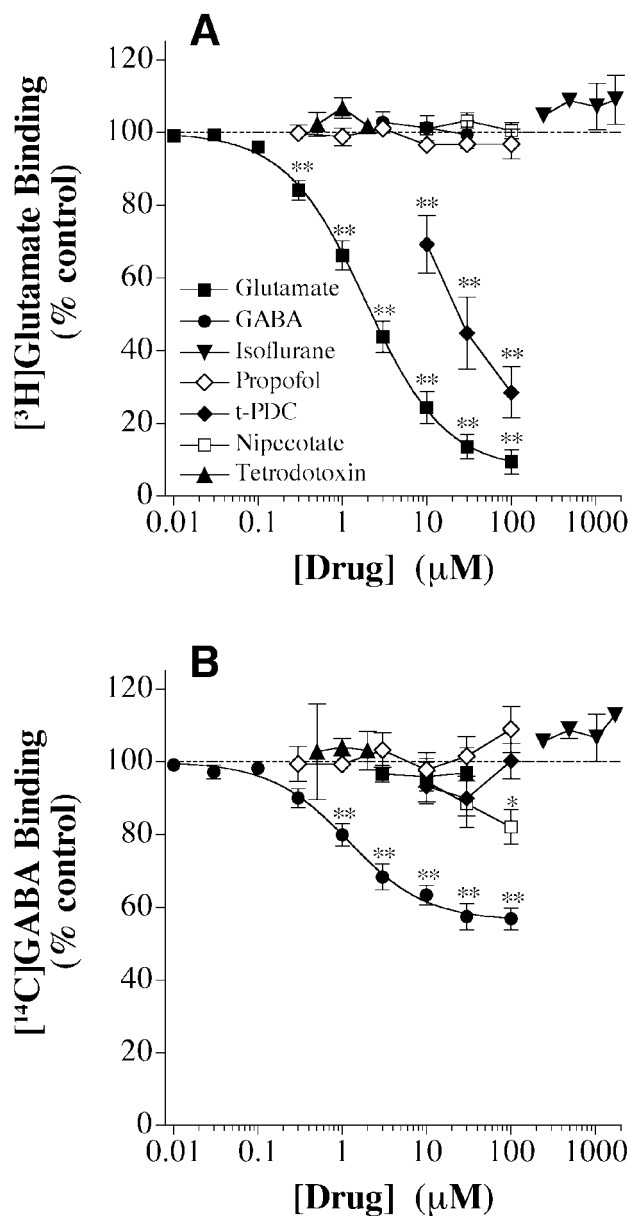 A
[³H]Glutamate Binding
(% control)
120
100
80
60
40
20
0
** ** ** ** ** **
** ** **
Glutamate
GABA
Isoflurane
Propofol
t-PDC
Nipecotate
Tetrodotoxin
0.01 0.1 1 10 100 1000
[Drug] (μM)
B
[¹⁴C]GABA Binding
(% control)
120
100
80
60
40
20
0
*
** ** ** ** **
0.01 0.1 1 10 100 1000
[Drug] (μM)